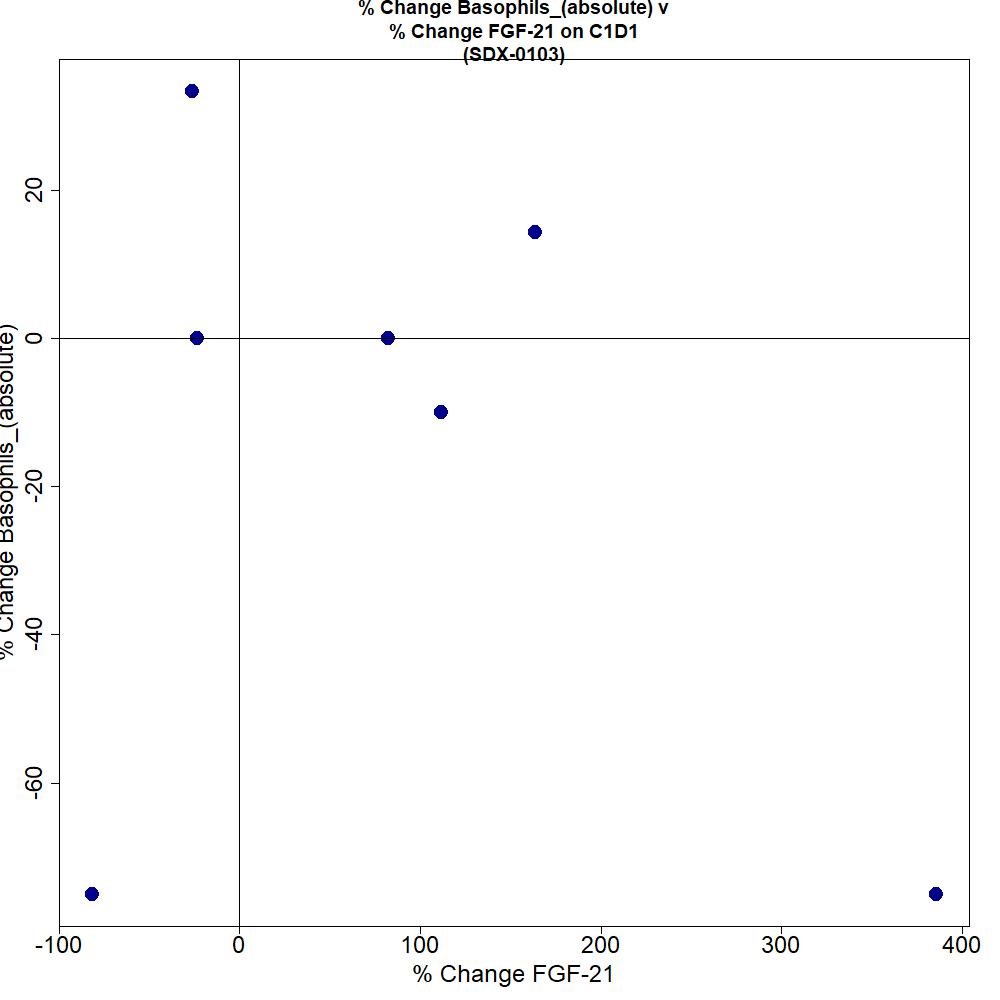 % Change Basophils_(absolute) v
% Change FGF-21 on C1D1
(SDX-0103)
% Change Basophils_(absolute)
20
0
-20
-40
-60
-100
0
100
200
300
400
% Change FGF-21